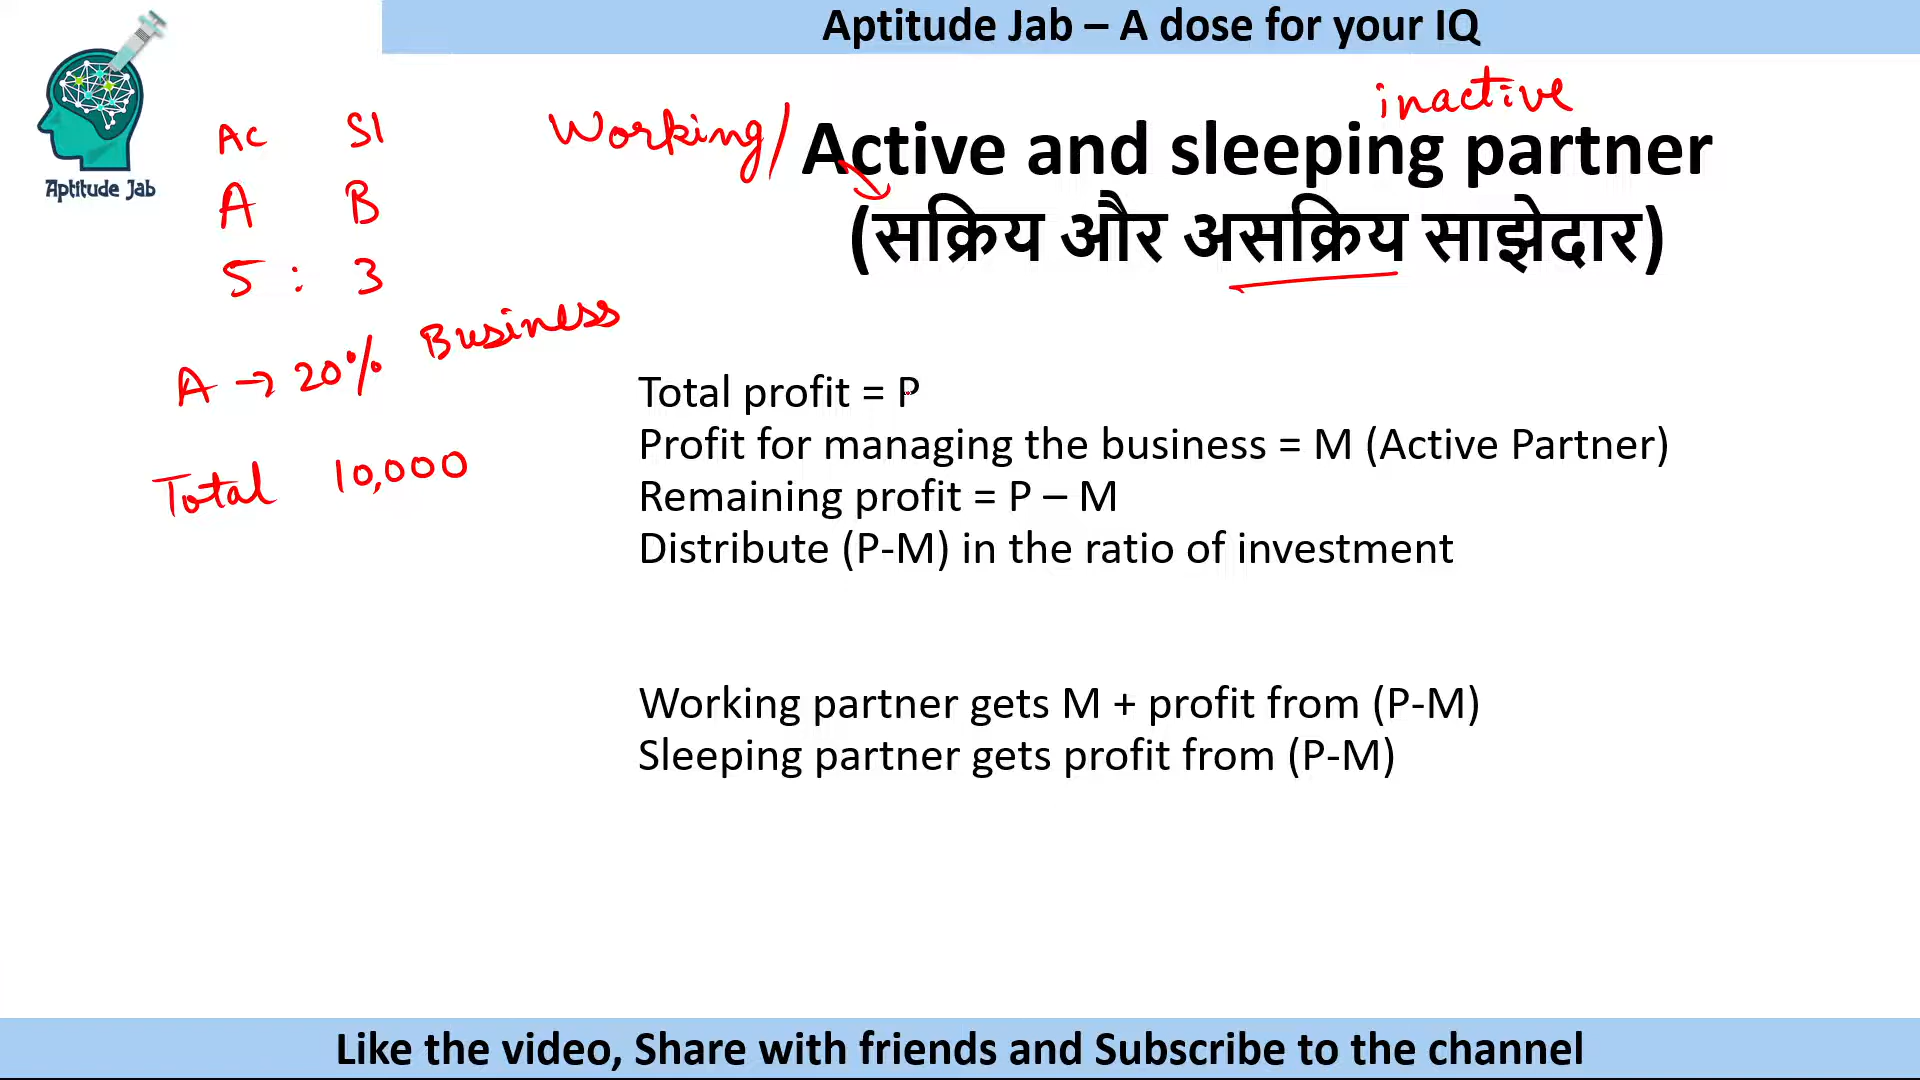 Aptitude Jab – A dose for your IQ
Aptitude Jab
Ac Sl
A B
5 : 3
A → 20% Business
Total 10,000
Working/
inactive
Active and sleeping partner
(सक्रिय और असक्रिय साझेदार)
Total profit = P
Profit for managing the business = M (Active Partner)
Remaining profit = P – M
Distribute (P-M) in the ratio of investment
Working partner gets M + profit from (P-M)
Sleeping partner gets profit from (P-M)
Like the video, Share with friends and Subscribe to the channel